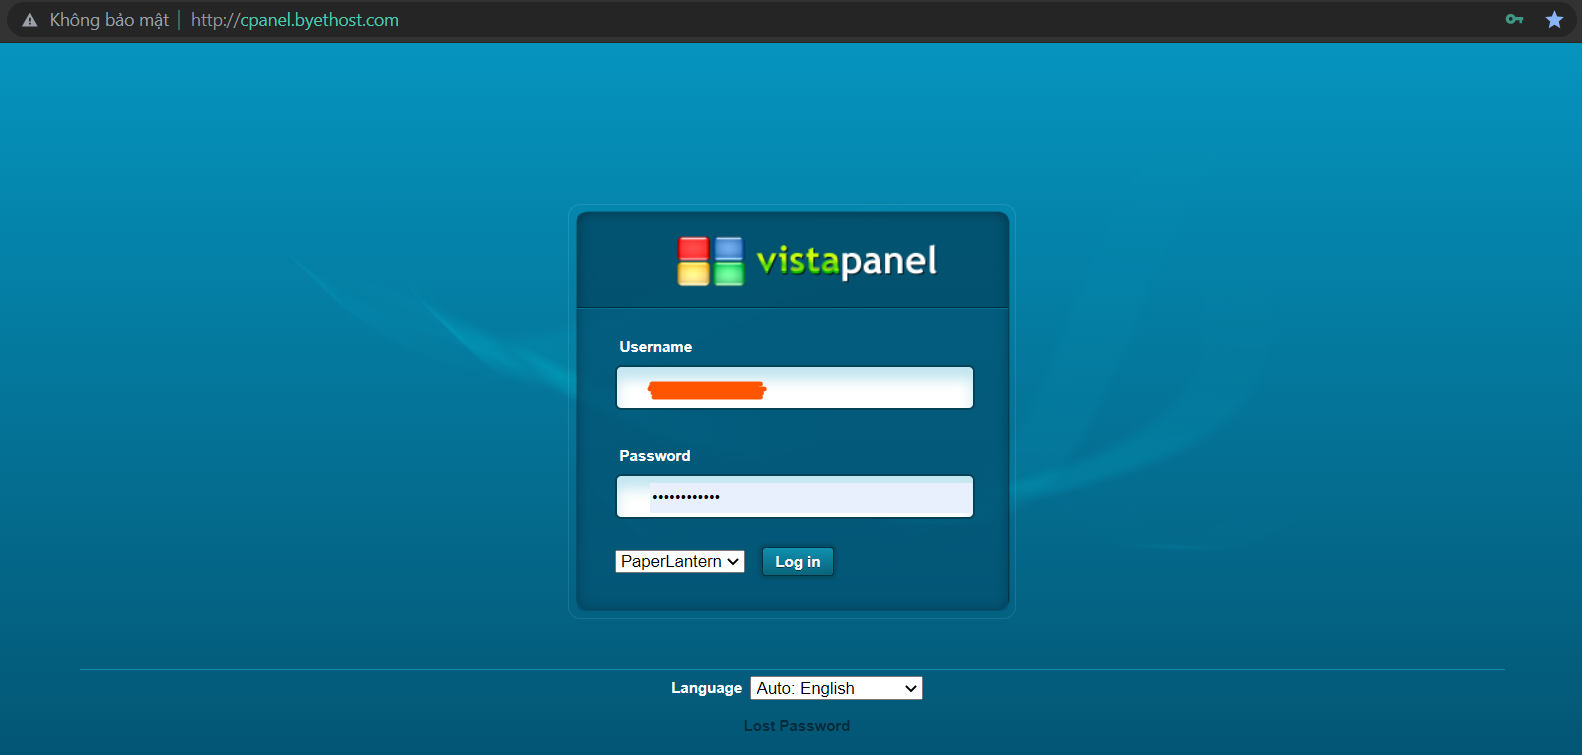 Không bảo mật | http://cpanel.byethost.com
vistapanel
Username
Password
••••••••••••
PaperLantern Log in
Language Auto: English
Lost Password